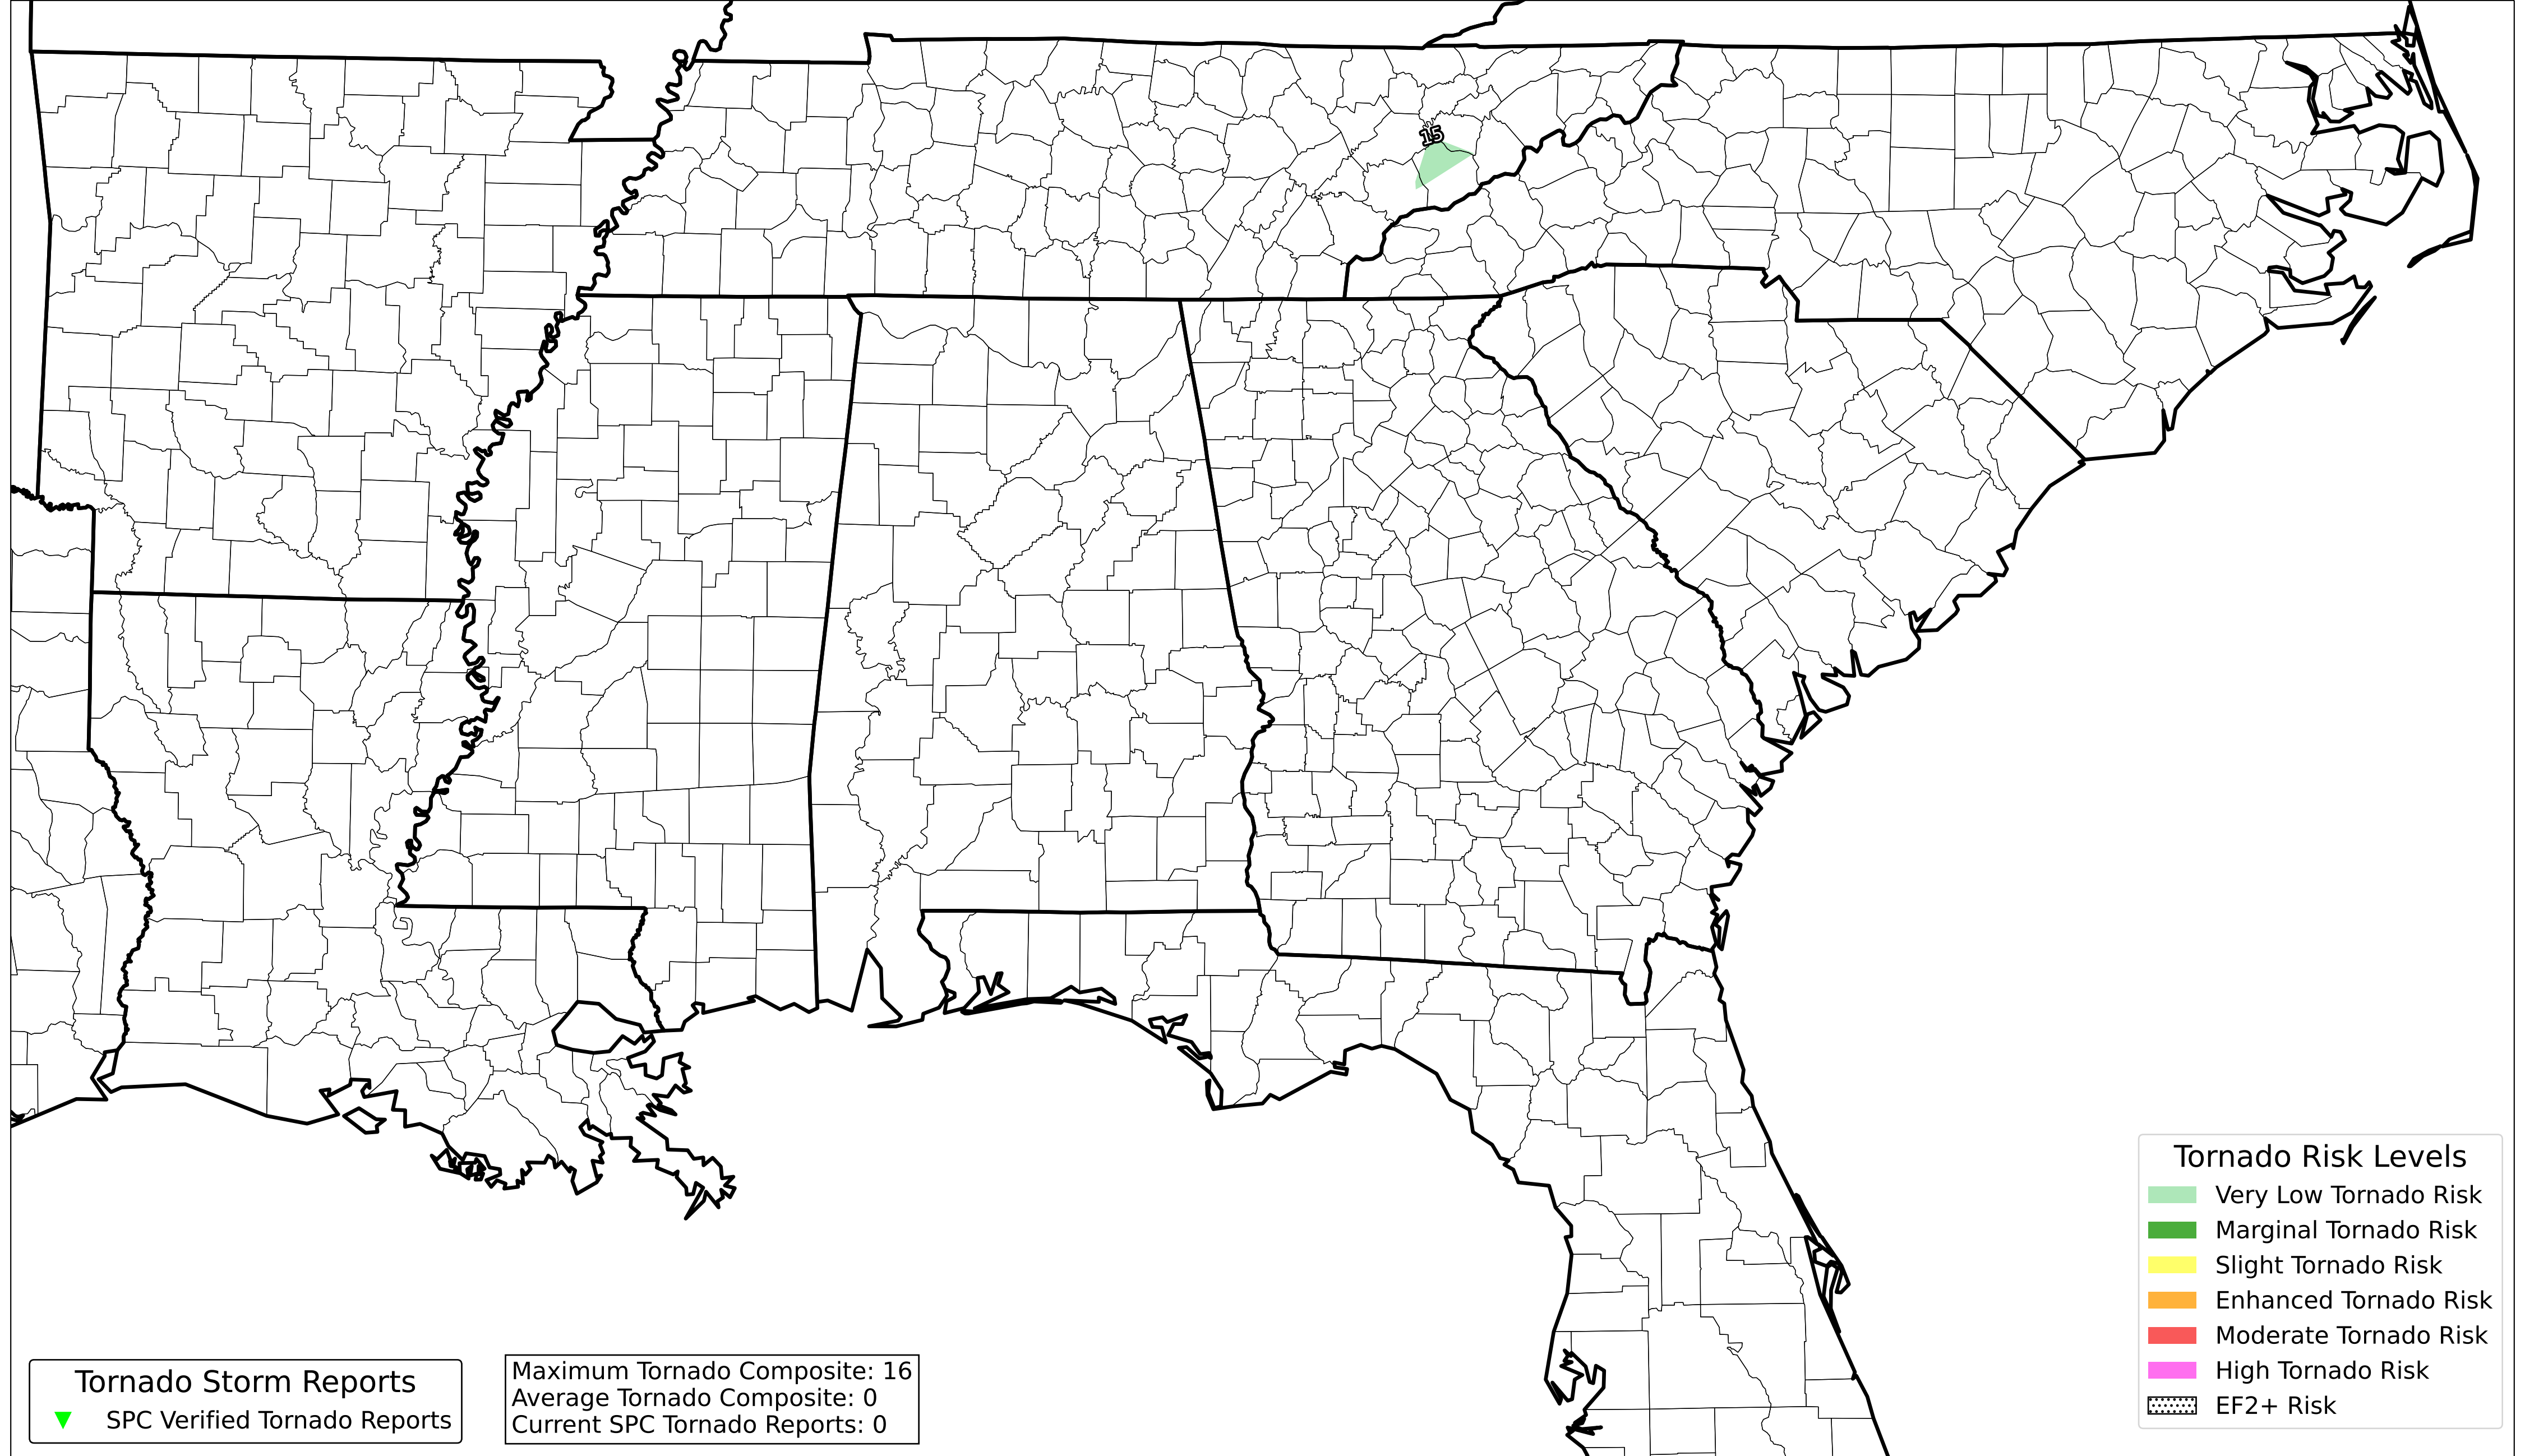 15
Tornado Risk Levels
Very Low Tornado Risk
Marginal Tornado Risk
Slight Tornado Risk
Enhanced Tornado Risk
Moderate Tornado Risk
High Tornado Risk
EF2+ Risk
Tornado Storm Reports
SPC Verified Tornado Reports
Maximum Tornado Composite: 16
Average Tornado Composite: 0
Current SPC Tornado Reports: 0